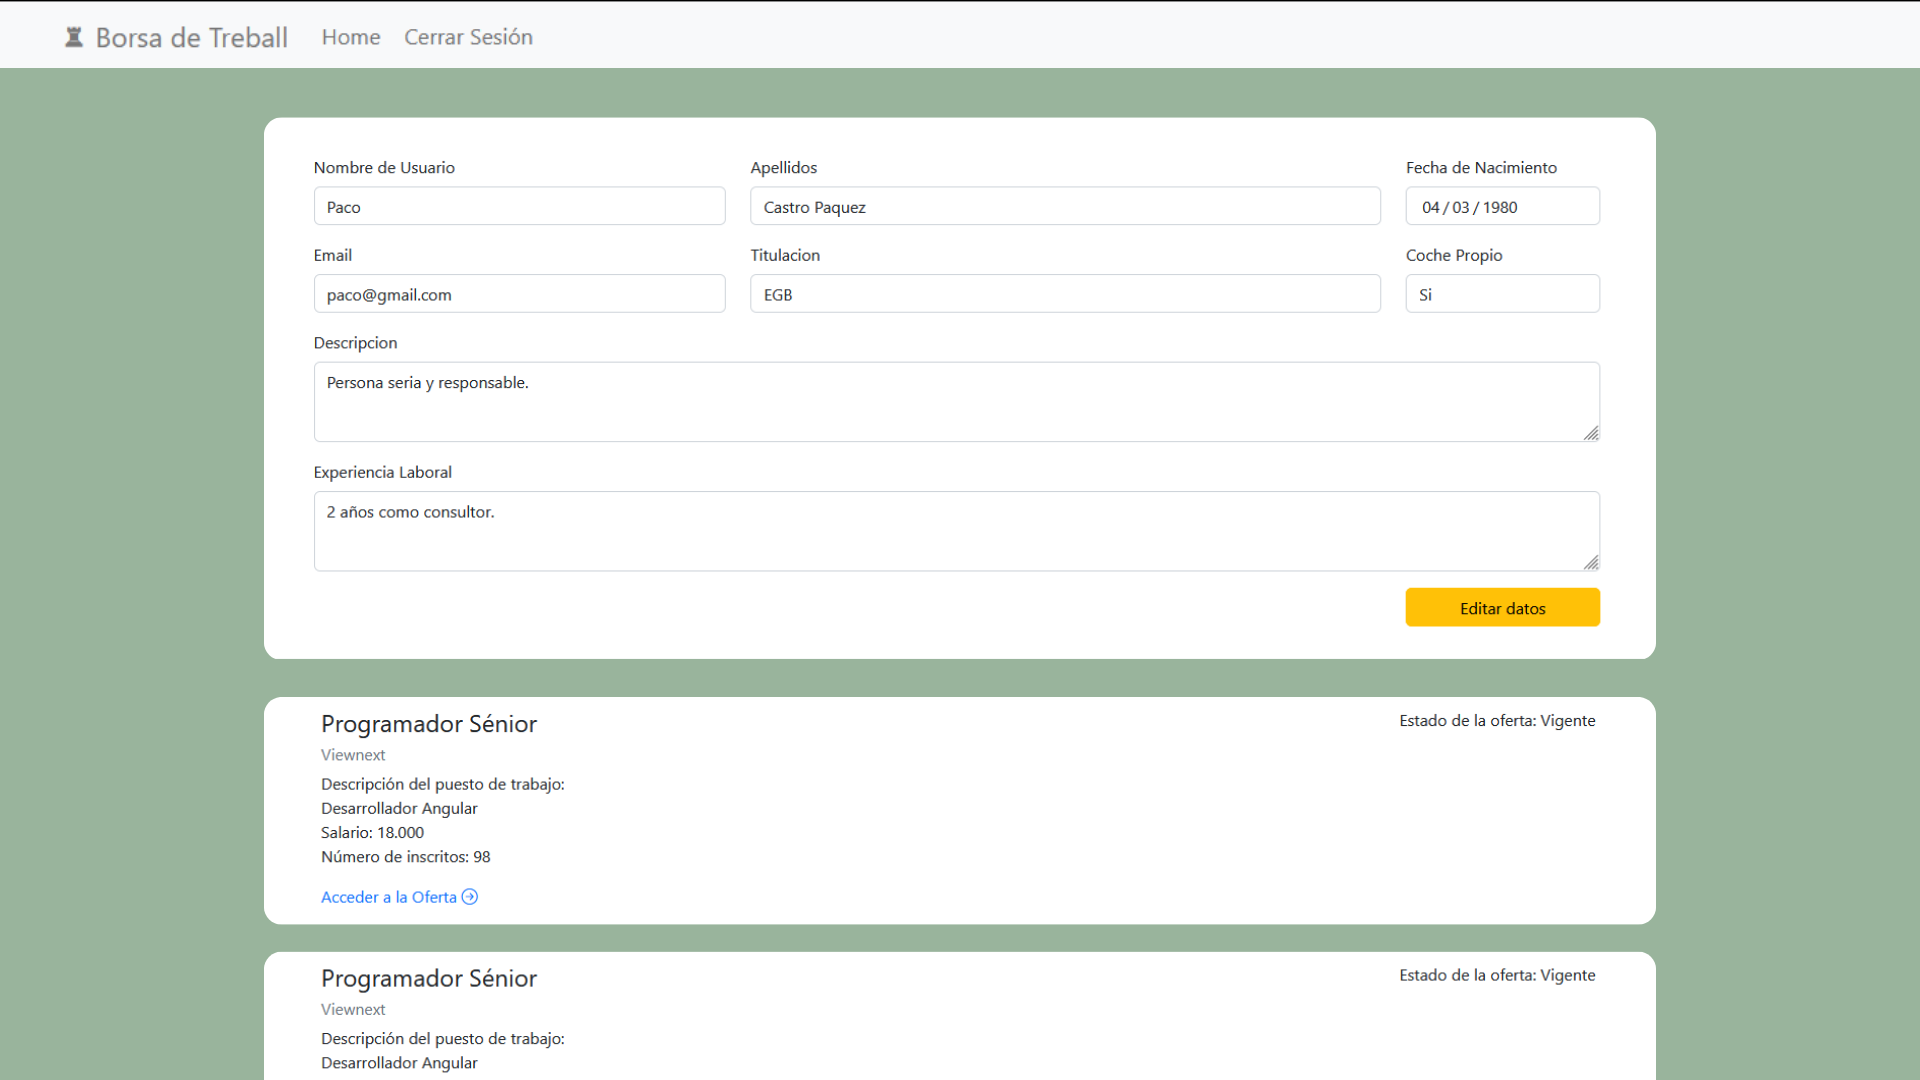 Borsa de Treball Home Cerrar Sesión
Nombre de Usuario Apellidos Fecha de Nacimiento
Paco Castro Paquez 04 / 03 / 1980
Email Titulacion Coche Propio
paco@gmail.com EGB Si
Descripcion
Persona seria y responsable.
Experiencia Laboral
2 años como consultor.
Editar datos
Programador Sénior Estado de la oferta: Vigente
Viewnext
Descripción del puesto de trabajo:
Desarrollador Angular
Salario: 18.000
Número de inscritos: 98
Acceder a la Oferta
Programador Sénior Estado de la oferta: Vigente
Viewnext
Descripción del puesto de trabajo:
Desarrollador Angular